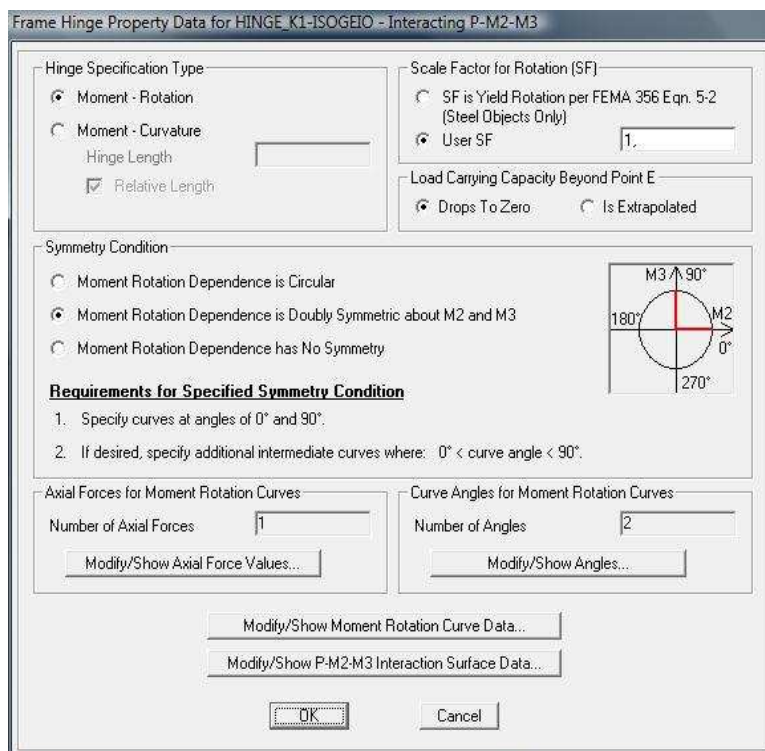 Frame Hinge Property Data for HINGE_K1-ISOGEIO - Interacting P-M2-M3
Hinge Specification Type
Moment - Rotation
Moment - Curvature
Hinge Length
Relative Length
Scale Factor for Rotation (SF)
SF is Yield Rotation per FEMA 356 Eqn. 5-2
(Steel Objects Only)
User SF 1,
Load Carrying Capacity Beyond Point E
Drops To Zero Is Extrapolated
Symmetry Condition
Moment Rotation Dependence is Circular
Moment Rotation Dependence is Doubly Symmetric about M2 and M3
Moment Rotation Dependence has No Symmetry
M3 90°
180° M2
0°
270°
Requirements for Specified Symmetry Condition
1. Specify curves at angles of 0° and 90°.
2. If desired, specify additional intermediate curves where: 0° < curve angle < 90°.
Axial Forces for Moment Rotation Curves
Number of Axial Forces 1
Modify/Show Axial Force Values...
Curve Angles for Moment Rotation Curves
Number of Angles 2
Modify/Show Angles...
Modify/Show Moment Rotation Curve Data...
Modify/Show P-M2-M3 Interaction Surface Data...
OK Cancel